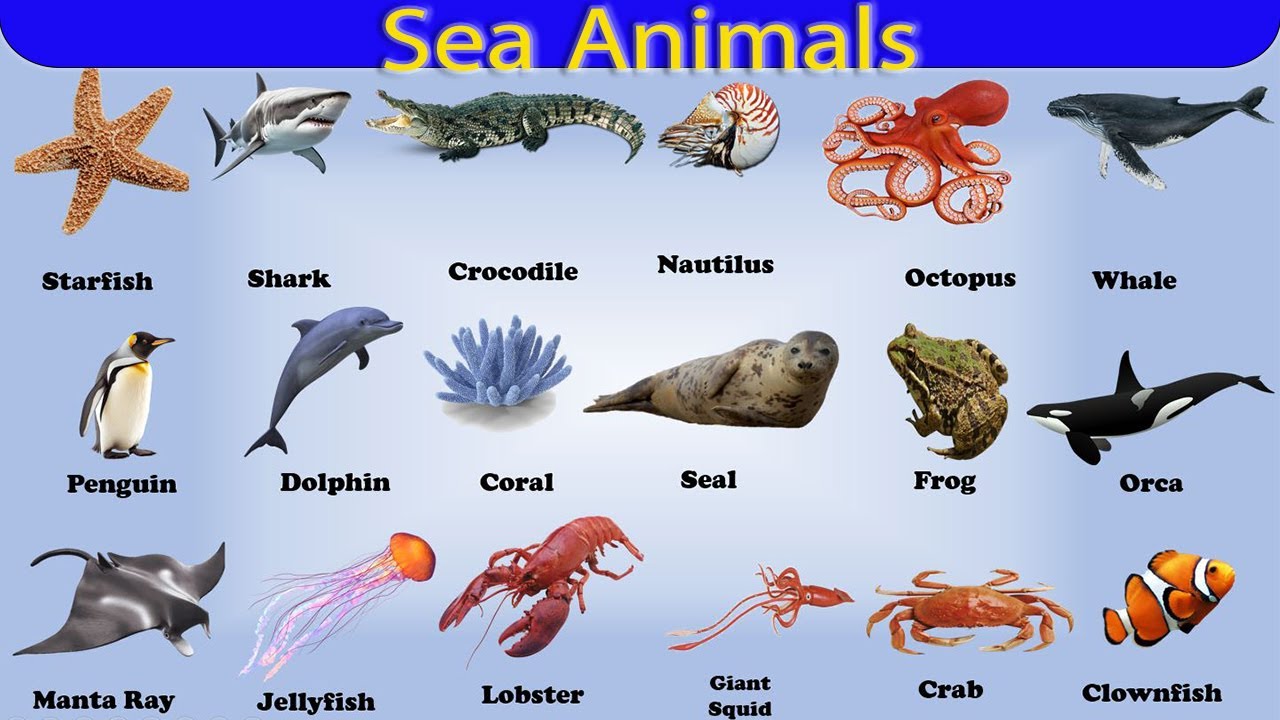 Sea Animals
Starfish
Shark
Crocodile
Nautilus
Octopus
Whale
Penguin
Dolphin
Coral
Seal
Frog
Orca
Manta Ray
Jellyfish
Lobster
Giant
Squid
Crab
Clownfish